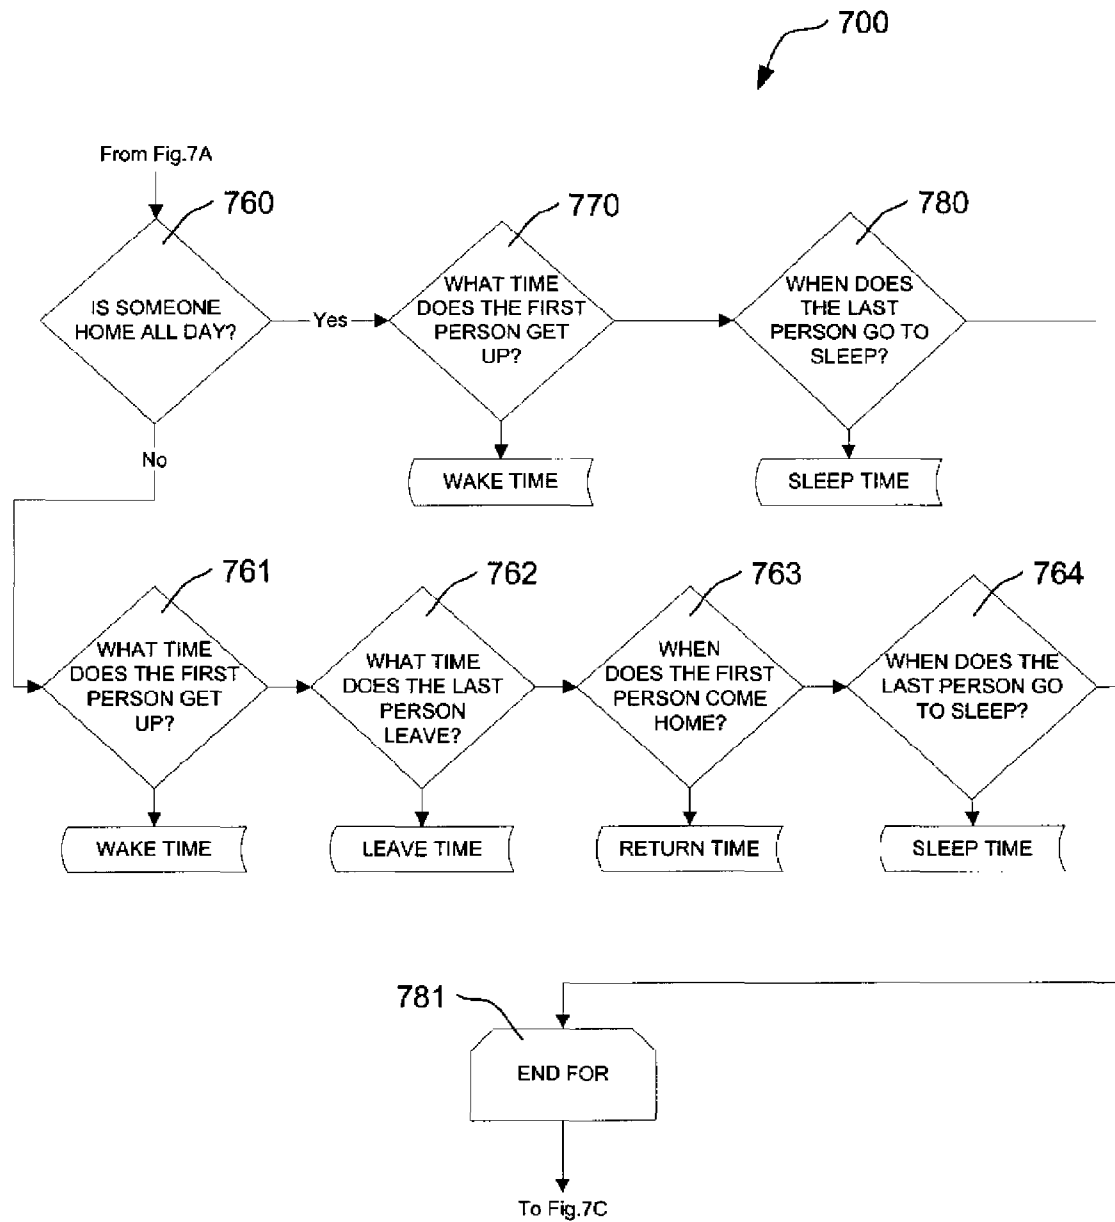 700
From Fig.7A
760
770
780
IS SOMEONE
HOME ALL DAY?
Yes
WHAT TIME
DOES THE FIRST
PERSON GET
UP?
WHEN DOES
THE LAST
PERSON GO TO
SLEEP?
No
WAKE TIME
SLEEP TIME
761
762
763
764
WHAT TIME
DOES THE FIRST
PERSON GET
UP?
WHAT TIME
DOES THE LAST
PERSON
LEAVE?
WHEN
DOES THE FIRST
PERSON COME
HOME?
WHEN DOES THE
LAST PERSON GO
TO SLEEP?
WAKE TIME
LEAVE TIME
RETURN TIME
SLEEP TIME
781
END FOR
To Fig.7C